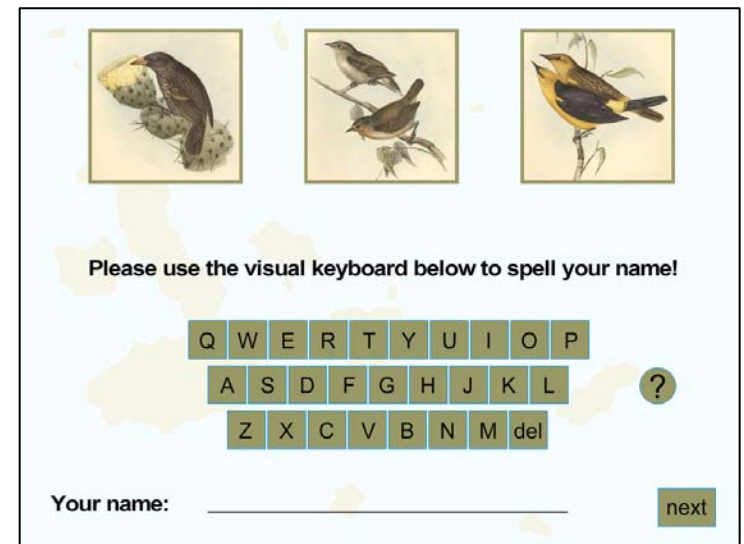 Please use the visual keyboard below to spell your name!
Q W E R T Y U I O P
A S D F G H J K L
?
Z X C V B N M del
Your name:
next